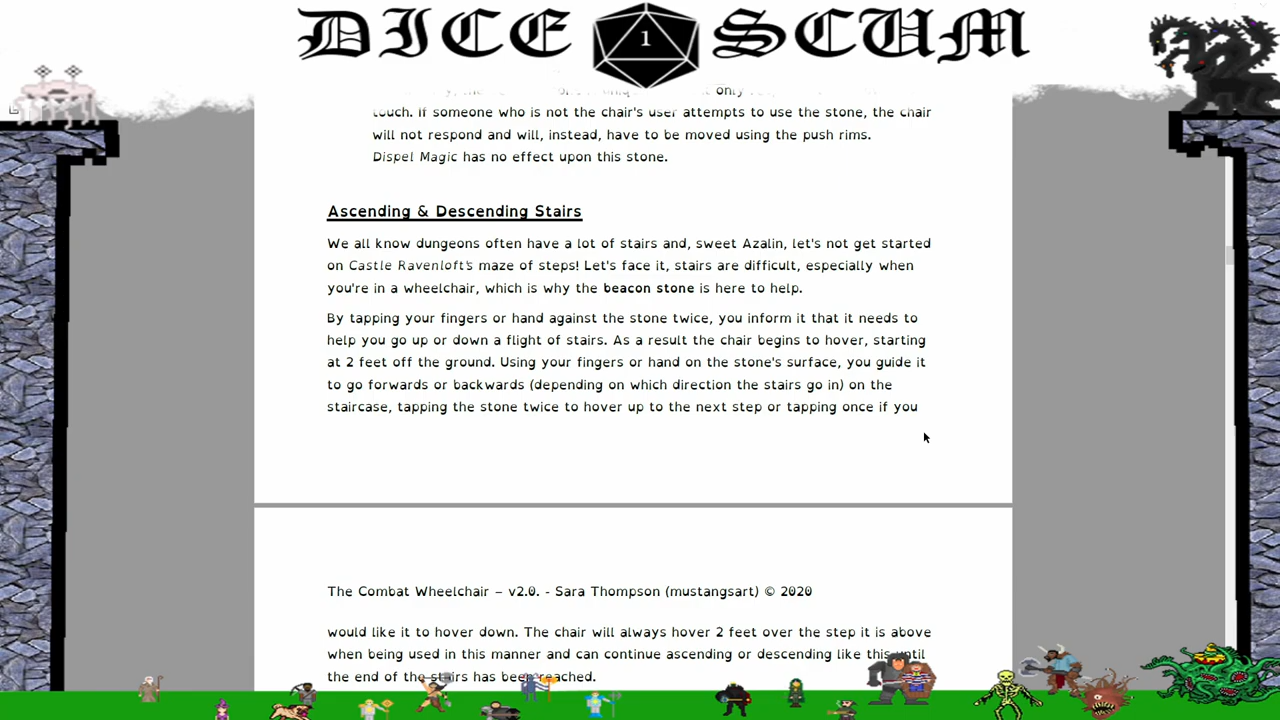 DICE 1 SCUM
only
touch. If someone who is not the chair's user attempts to use the stone, the chair
will not respond and will, instead, have to be moved using the push rims.
Dispel Magic has no effect upon this stone.
Ascending & Descending Stairs
We all know dungeons often have a lot of stairs and, sweet Azalin, let's not get started
on Castle Ravenloft's maze of steps! Let's face it, stairs are difficult, especially when
you're in a wheelchair, which is why the beacon stone is here to help.
By tapping your fingers or hand against the stone twice, you inform it that it needs to
help you go up or down a flight of stairs. As a result the chair begins to hover, starting
at 2 feet off the ground. Using your fingers or hand on the stone's surface, you guide it
to go forwards or backwards (depending on which direction the stairs go in) on the
staircase, tapping the stone twice to hover up to the next step or tapping once if you
The Combat Wheelchair – v2.0. - Sara Thompson (mustangsart) © 2020
would like it to hover down. The chair will always hover 2 feet over the step it is above
when being used in this manner and can continue ascending or descending like this until
the end of the stairs has been reached.